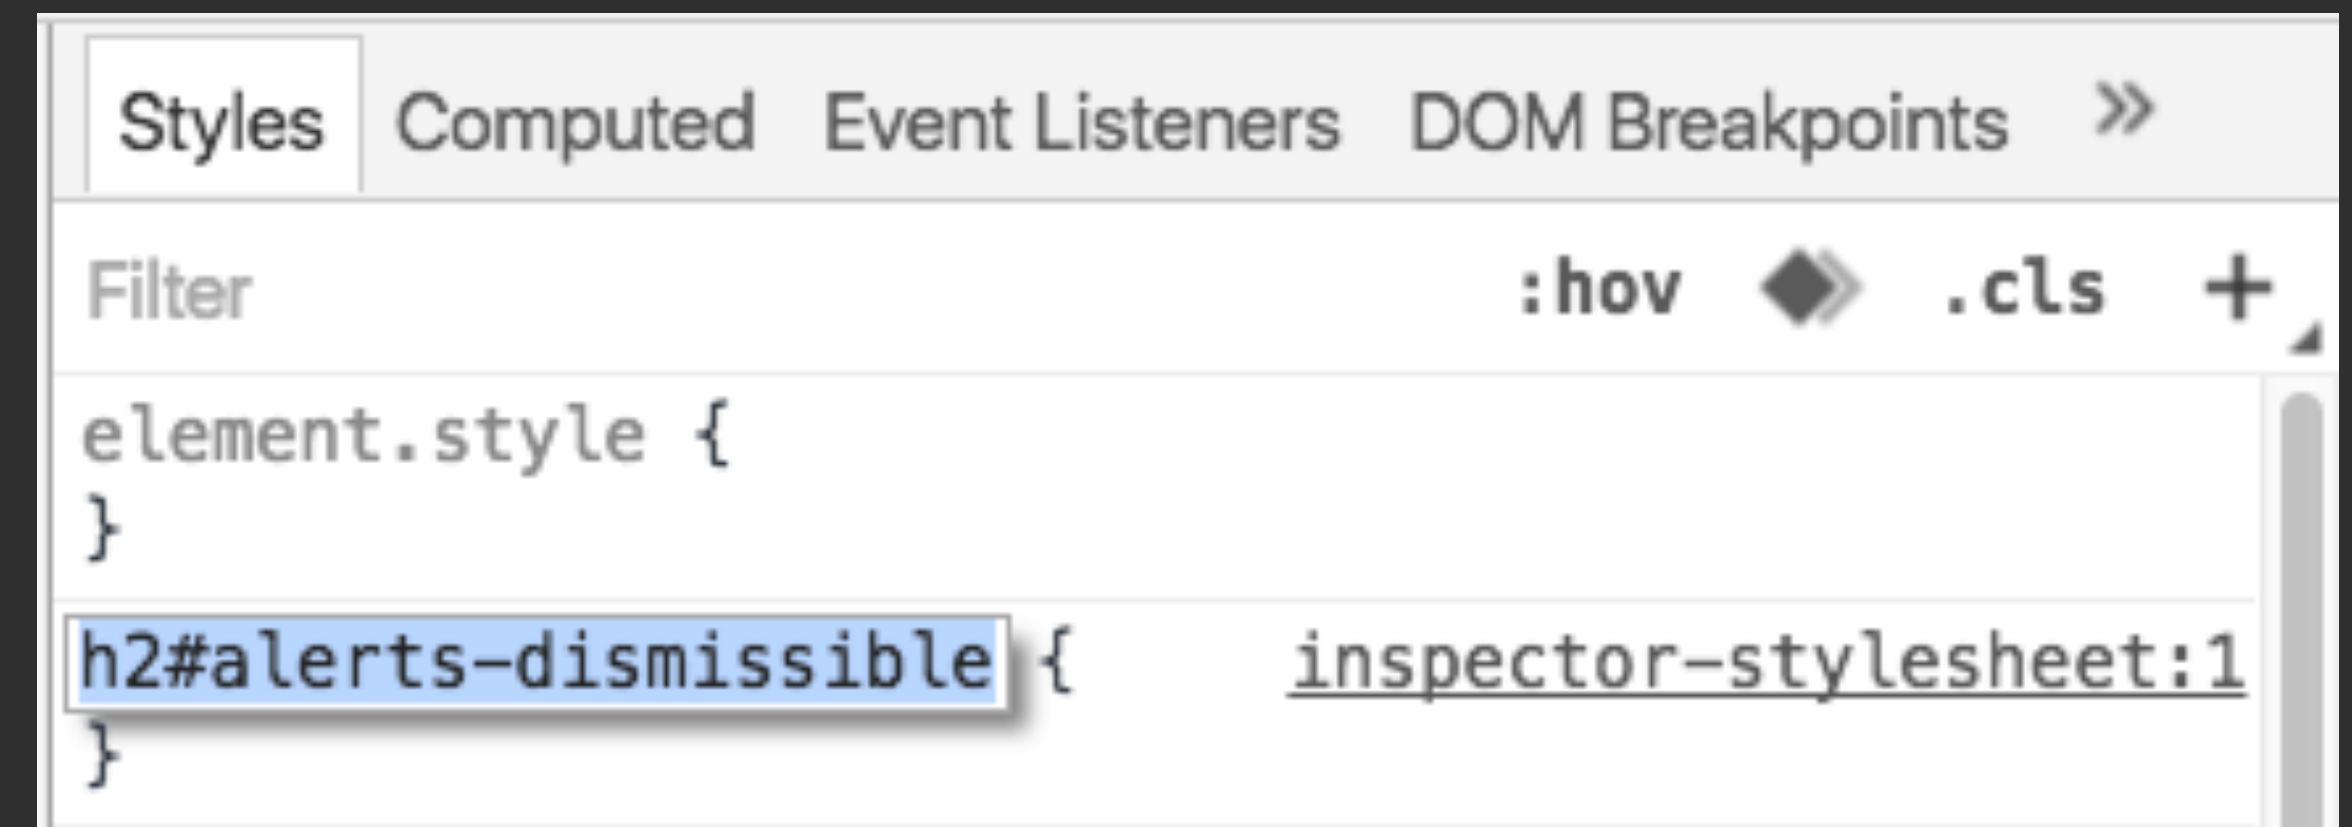 Styles Computed Event Listeners DOM Breakpoints »
Filter :hov .cls +
element.style {
}
h2#alerts-dismissible { inspector-stylesheet:1
}